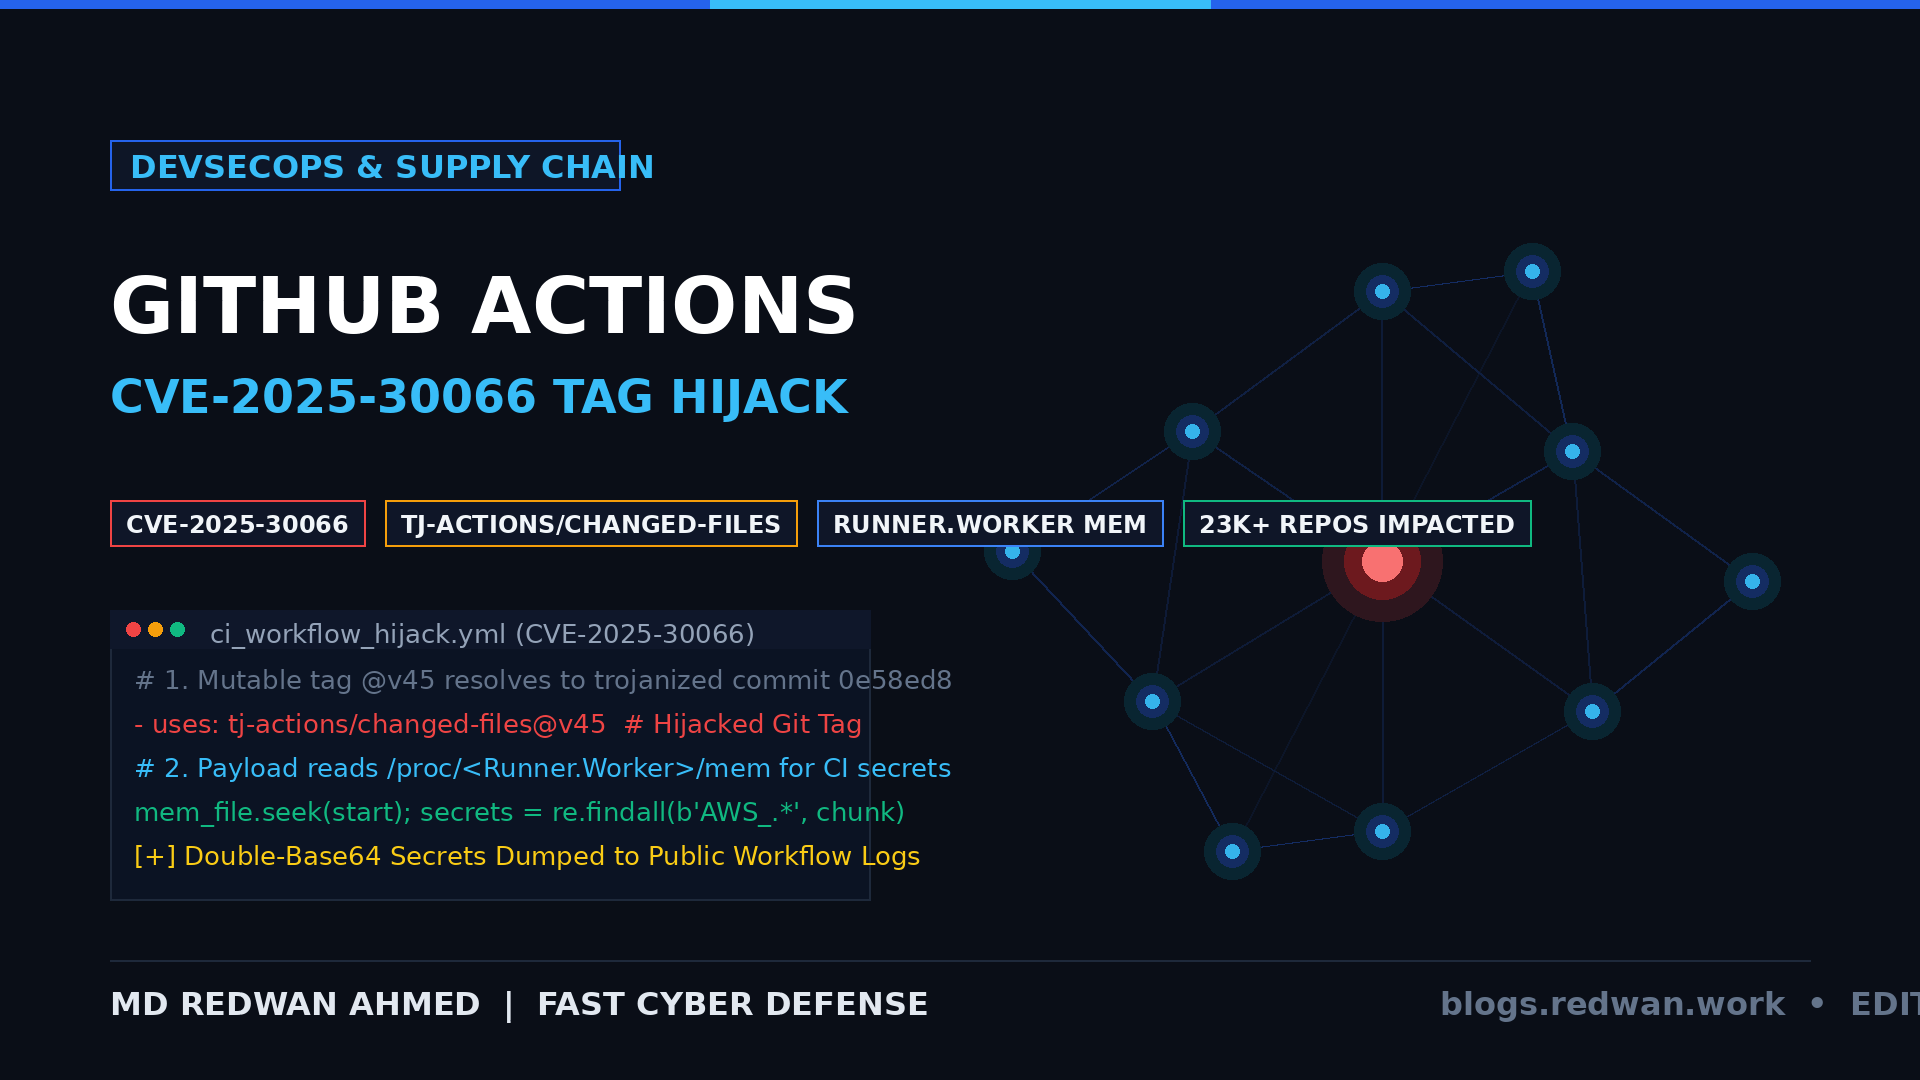 DEVSECOPS & SUPPLY CHAIN
GITHUB ACTIONS
CVE-2025-30066 TAG HIJACK
CVE-2025-30066 TJ-ACTIONS/CHANGED-FILES RUNNER.WORKER MEM 23K+ REPOS IMPACTED
ci_workflow_hijack.yml (CVE-2025-30066)
# 1. Mutable tag @v45 resolves to trojanized commit 0e58ed8
- uses: tj-actions/changed-files@v45  # Hijacked Git Tag
# 2. Payload reads /proc/<Runner.Worker>/mem for CI secrets
mem_file.seek(start); secrets = re.findall(b'AWS_.*', chunk)
[+] Double-Base64 Secrets Dumped to Public Workflow Logs
MD REDWAN AHMED | FAST CYBER DEFENSE
blogs.redwan.work •